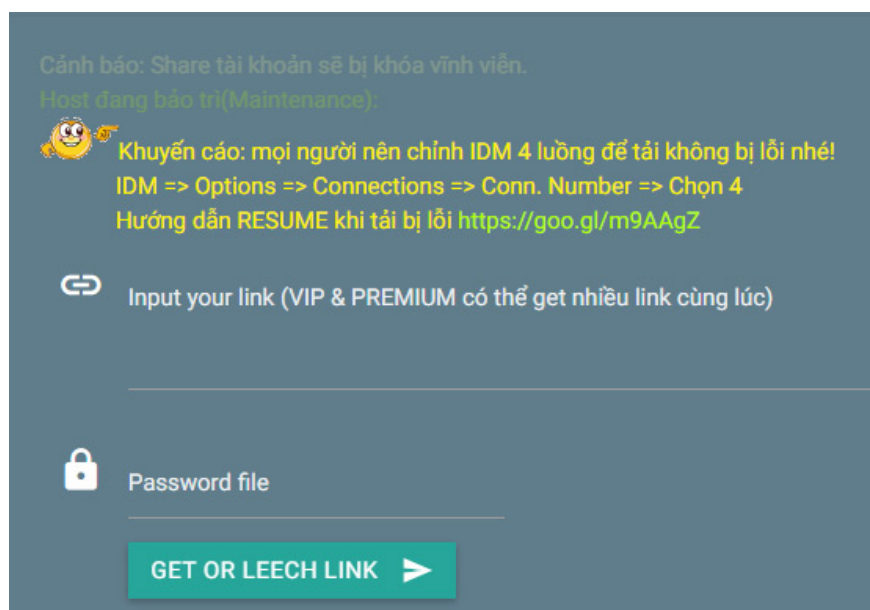 Cảnh báo: Share tài khoản sẽ bị khóa vĩnh viễn.
Host đang bảo trì(Maintenance):
Khuyến cáo: mọi người nên chỉnh IDM 4 luồng để tải không bị lỗi nhé!
IDM => Options => Connections => Conn. Number => Chọn 4
Hướng dẫn RESUME khi tải bị lỗi https://goo.gl/m9AAgZ
Input your link (VIP & PREMIUM có thể get nhiều link cùng lúc)
Password file
GET OR LEECH LINK